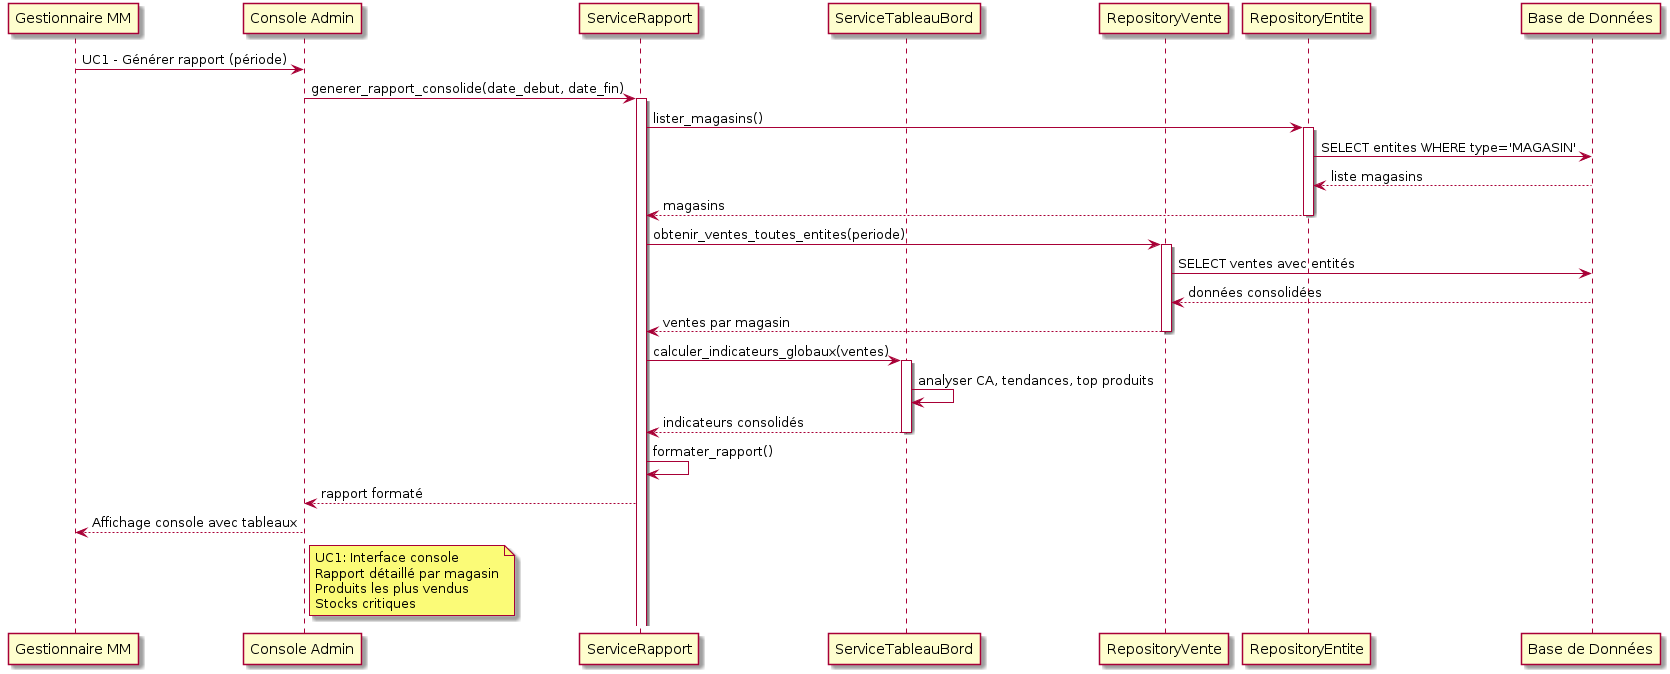 Gestionnaire MM
Console Admin
ServiceRapport
ServiceTableauBord
RepositoryVente
RepositoryEntite
Base de Données
UC1 - Générer rapport (période)
generer_rapport_consolide(date_debut, date_fin)
lister_magasins()
SELECT entites WHERE type='MAGASIN'
liste magasins
magasins
obtenir_ventes_toutes_entites(periode)
SELECT ventes avec entités
données consolidées
ventes par magasin
calculer_indicateurs_globaux(ventes)
analyser CA, tendances, top produits
indicateurs consolidés
formater_rapport()
rapport formaté
Affichage console avec tableaux
UC1: Interface console
Rapport détaillé par magasin
Produits les plus vendus
Stocks critiques
Gestionnaire MM
Console Admin
ServiceRapport
ServiceTableauBord
RepositoryVente
RepositoryEntite
Base de Données